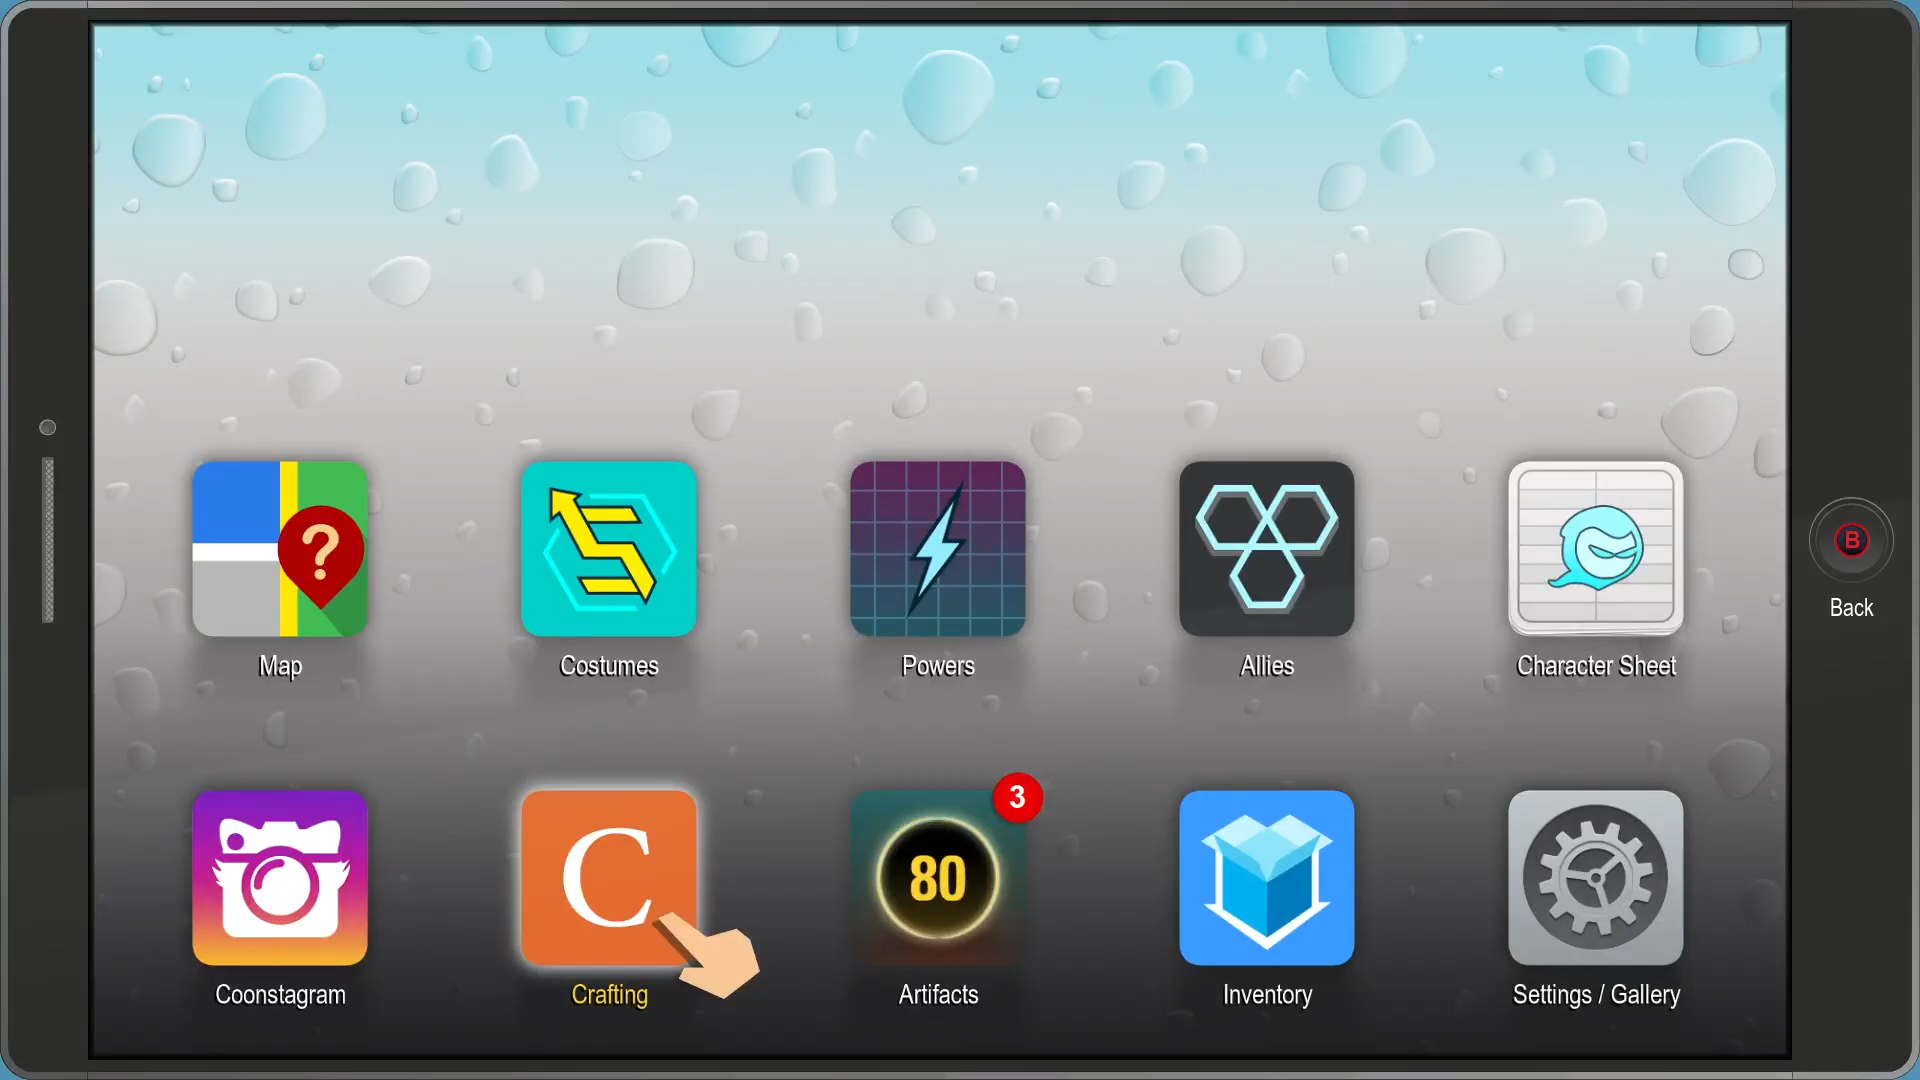 ?
Map
Costumes
Powers
Allies
Character Sheet
B
Back
3
C
80
Coonstagram
Crafting
Artifacts
Inventory
Settings / Gallery